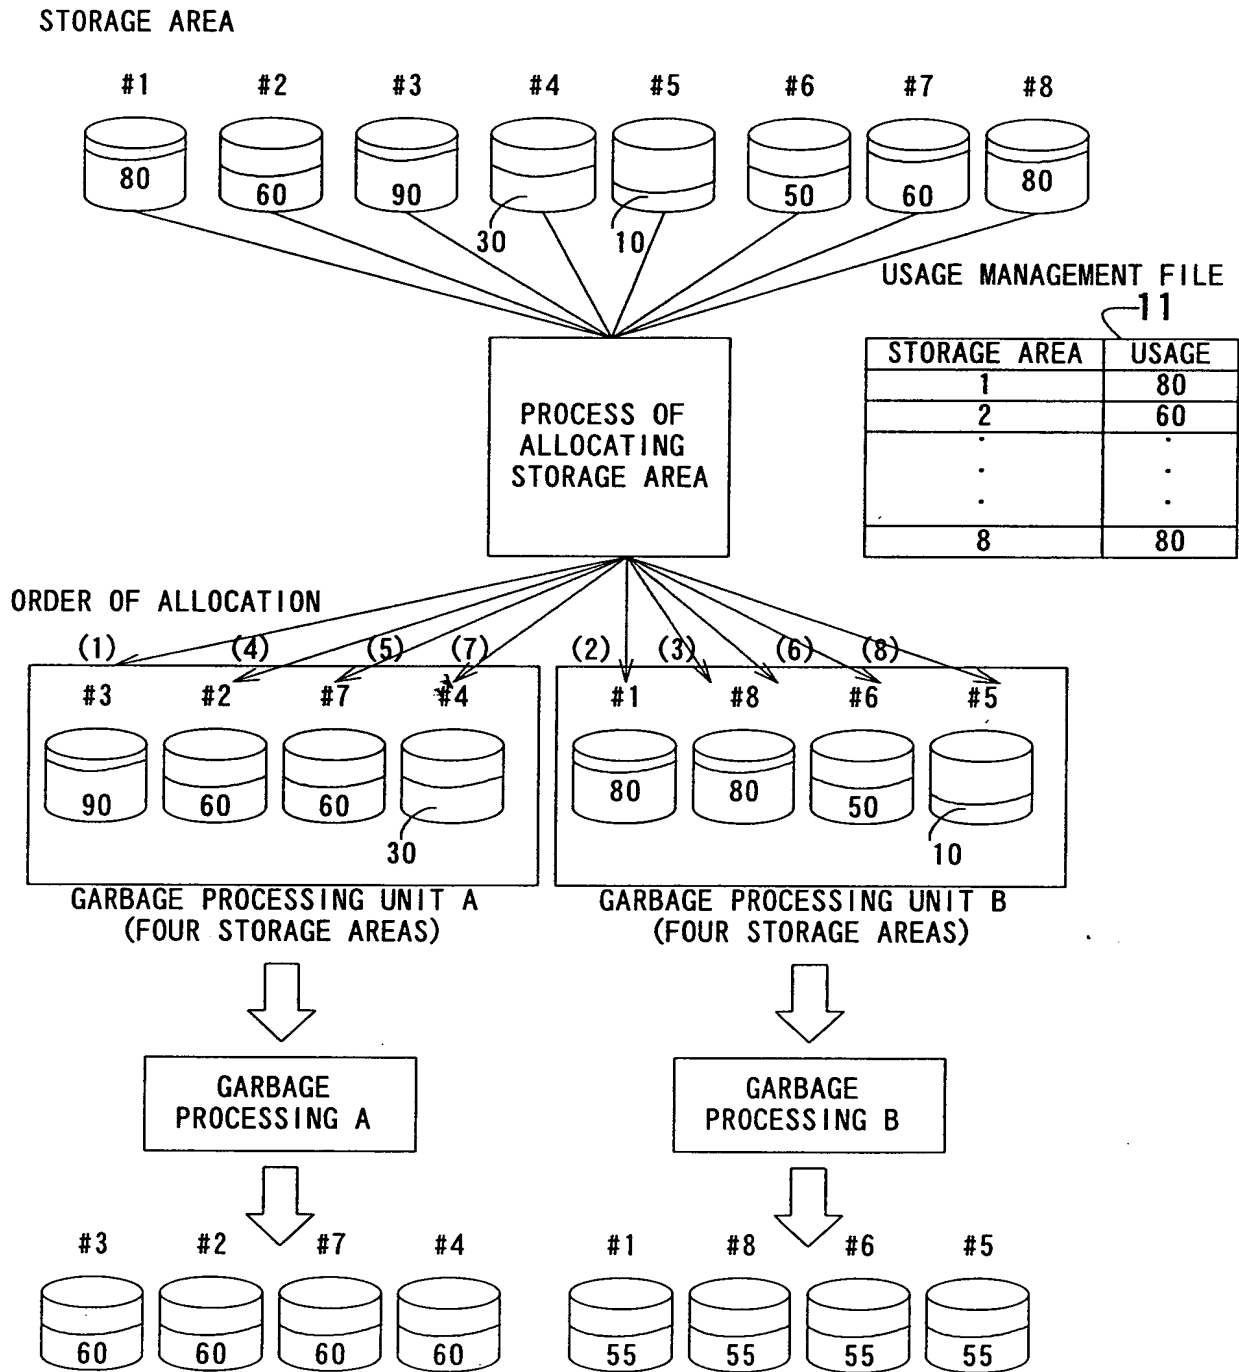 STORAGE AREA
#1 #2 #3 #4 #5 #6 #7 #8
80 60 90 30 10 50 60 80
USAGE MANAGEMENT FILE
11
STORAGE AREA USAGE
1 80
2 60
. .
. .
. .
8 80
PROCESS OF
ALLOCATING
STORAGE AREA
ORDER OF ALLOCATION
(1) (4) (5) (7) (2) (3) (6) (8)
#3 #2 #7 #4 #1 #8 #6 #5
90 60 60 30 80 80 50 10
GARBAGE PROCESSING UNIT A
(FOUR STORAGE AREAS)
GARBAGE PROCESSING UNIT B
(FOUR STORAGE AREAS)
GARBAGE
PROCESSING A
GARBAGE
PROCESSING B
#3 #2 #7 #4 #1 #8 #6 #5
60 60 60 60 55 55 55 55